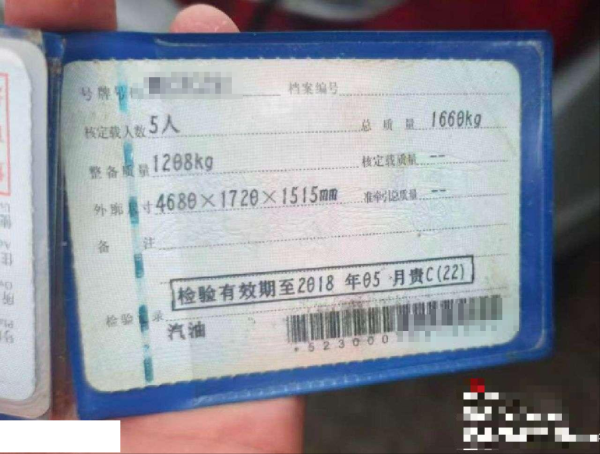 号牌号码 档案编号
核定载人数 5人 总质量 1660kg
整备质量 1208kg 核定载质量 --
外廓尺寸 4680×1720×1515mm 准牵引总质量 --
备注
检验有效期至2018 年05 月贵C(22)
检验记录
汽油
*523000